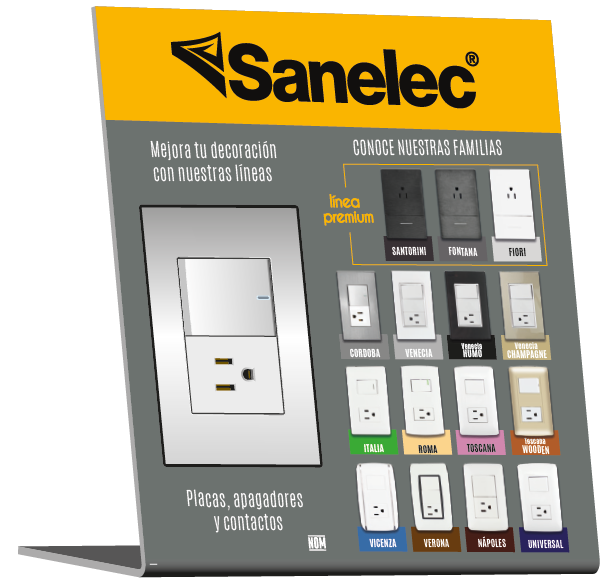 Sanelec®
Mejora tu decoración
con nuestras líneas
CONOCE NUESTRAS FAMILIAS
línea
premium
SANTORINI
FONTANA
FIORI
CORDOBA
VENECIA
Venecia
HUMO
Venecia
CHAMPAGNE
ITALIA
ROMA
TOSCANA
Toscana
WOODEN
VICENZA
VERONA
NÁPOLES
UNIVERSAL
Placas, apagadores
y contactos
NOM